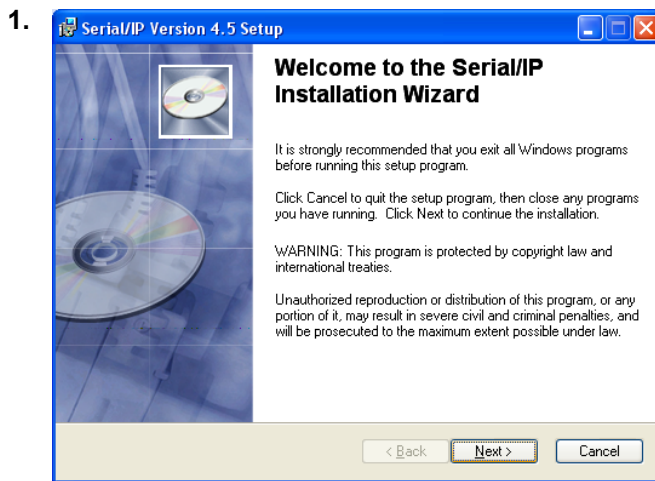 1.
Serial/IP Version 4.5 Setup
Welcome to the Serial/IP
Installation Wizard
It is strongly recommended that you exit all Windows programs
before running this setup program.
Click Cancel to quit the setup program, then close any programs
you have running. Click Next to continue the installation.
WARNING: This program is protected by copyright law and
international treaties.
Unauthorized reproduction or distribution of this program, or any
portion of it, may result in severe civil and criminal penalties, and
will be prosecuted to the maximum extent possible under law.
< Back Next > Cancel